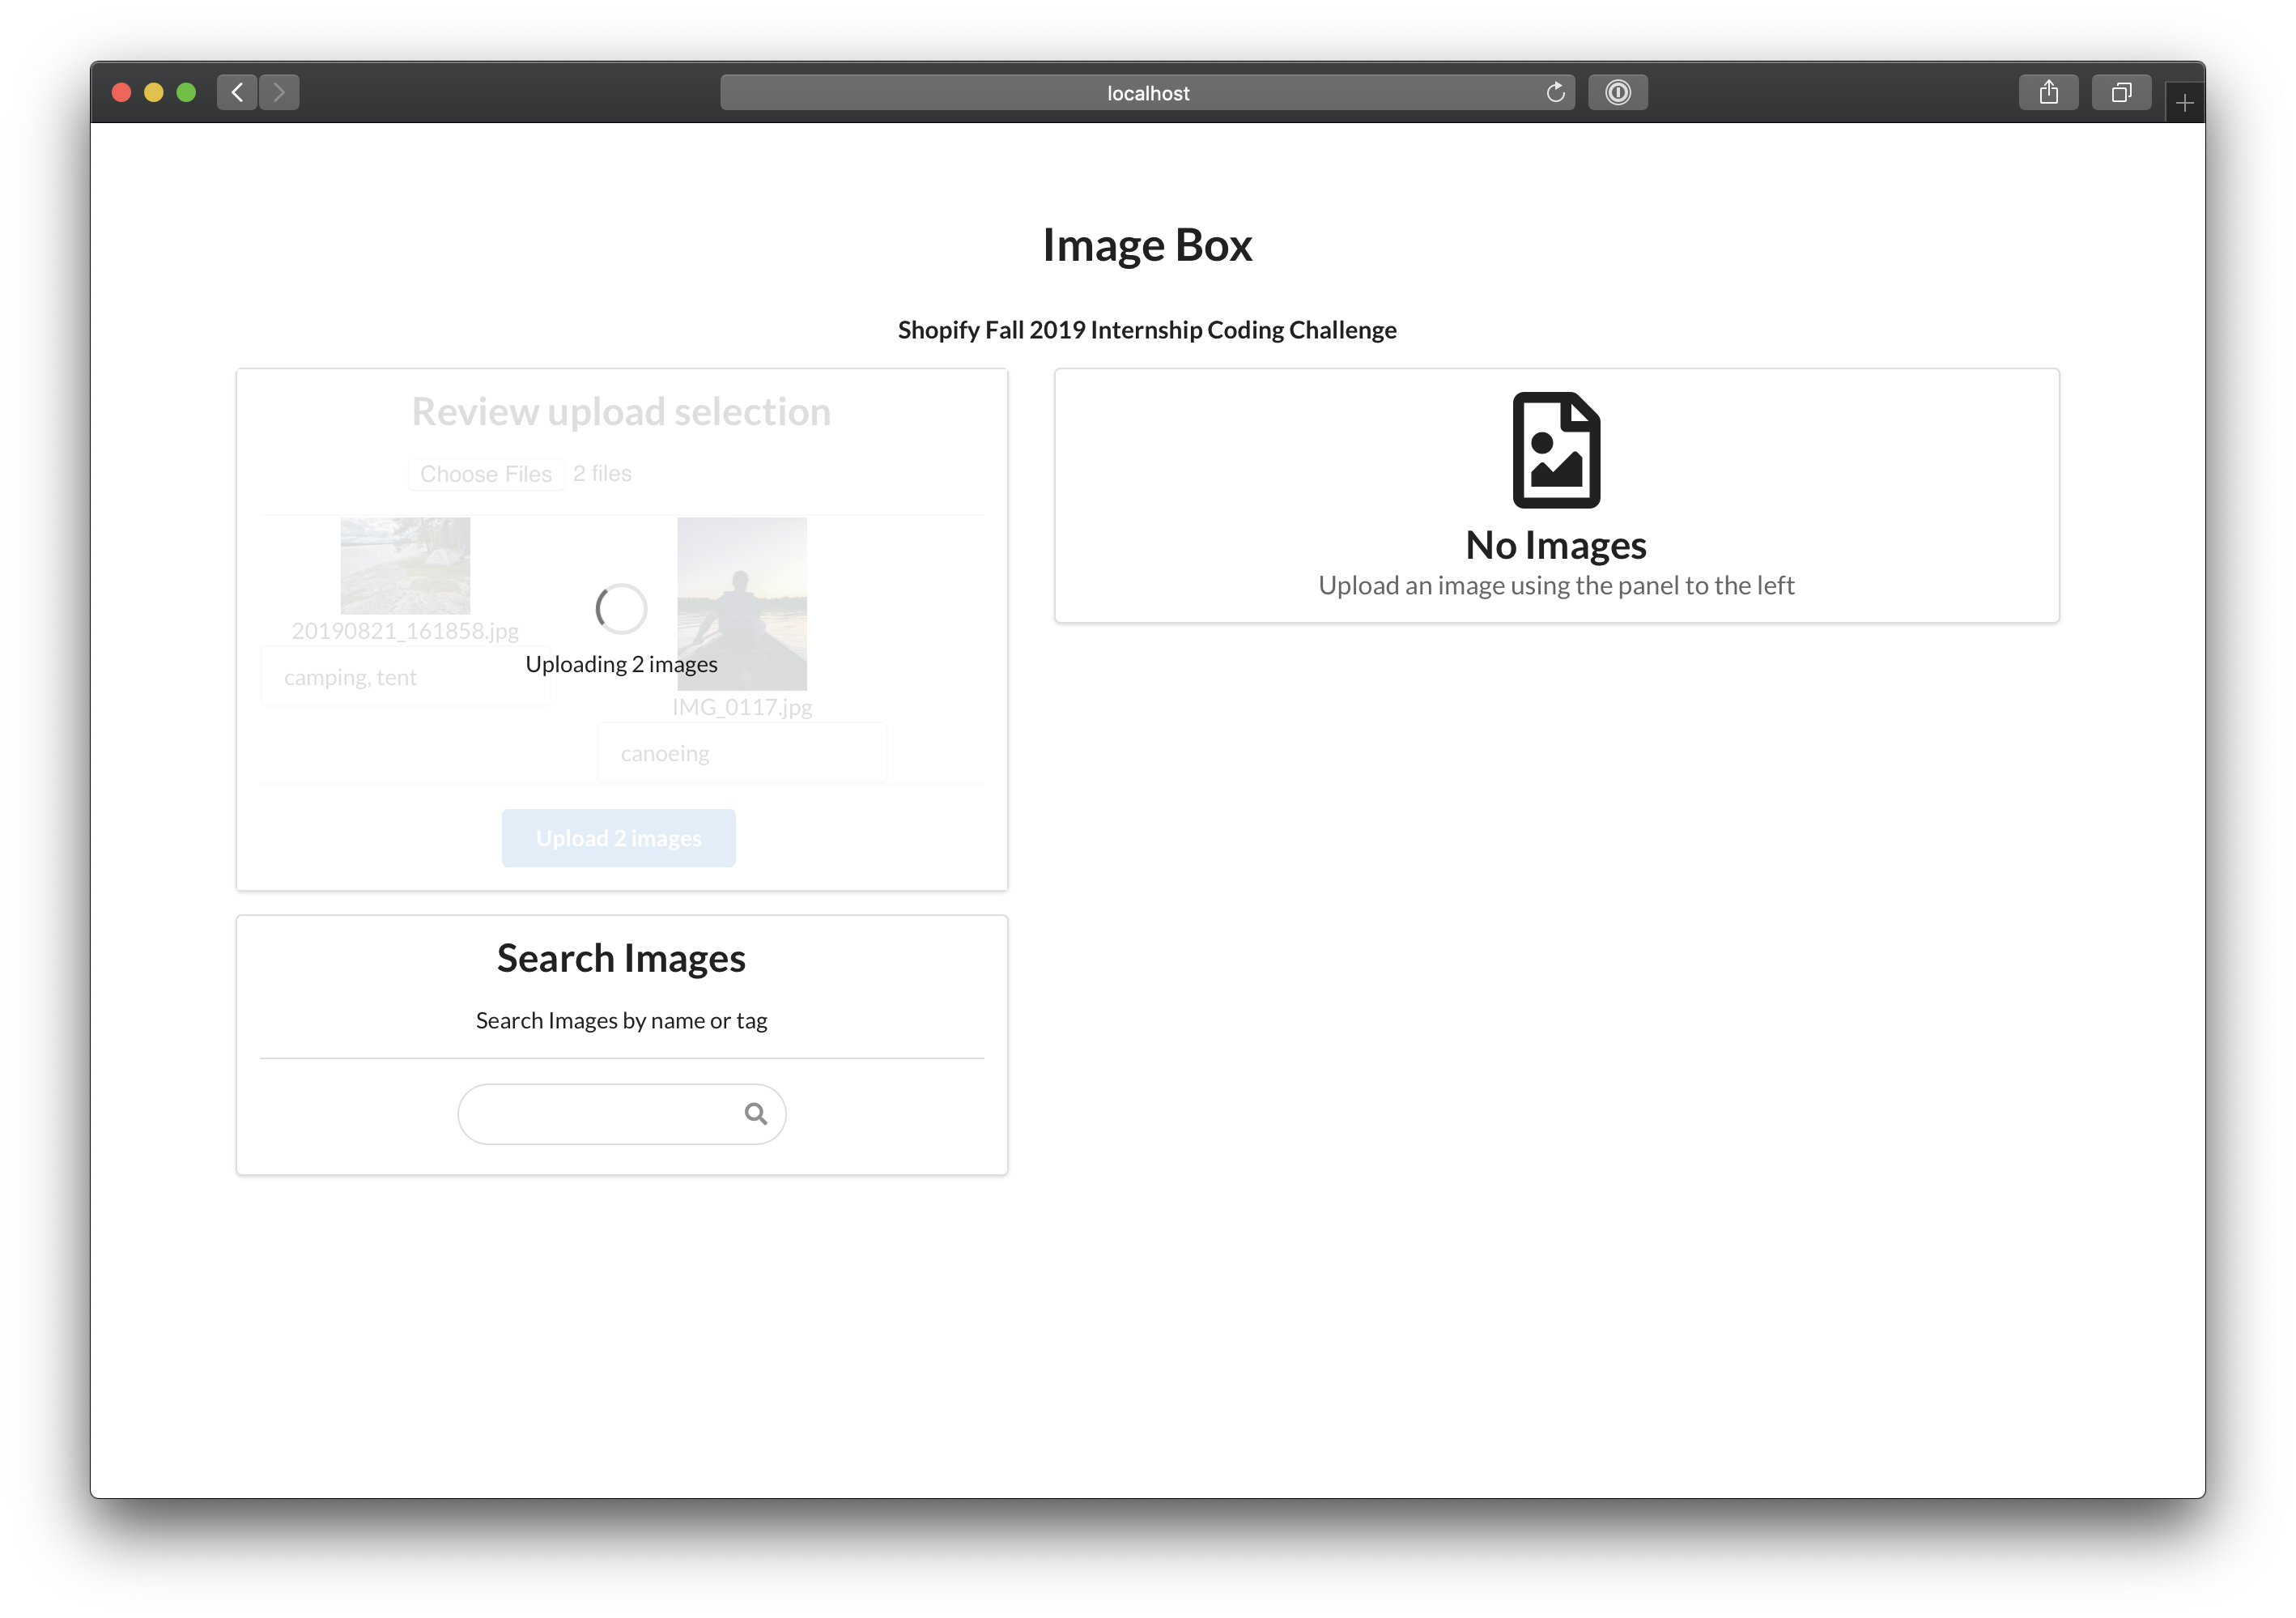 localhost
Image Box
Shopify Fall 2019 Internship Coding Challenge
Review upload selection
Choose Files 2 files
20190821_161858.jpg
camping, tent
Uploading 2 images
IMG_0117.jpg
canoeing
Upload 2 images
No Images
Upload an image using the panel to the left
Search Images
Search Images by name or tag